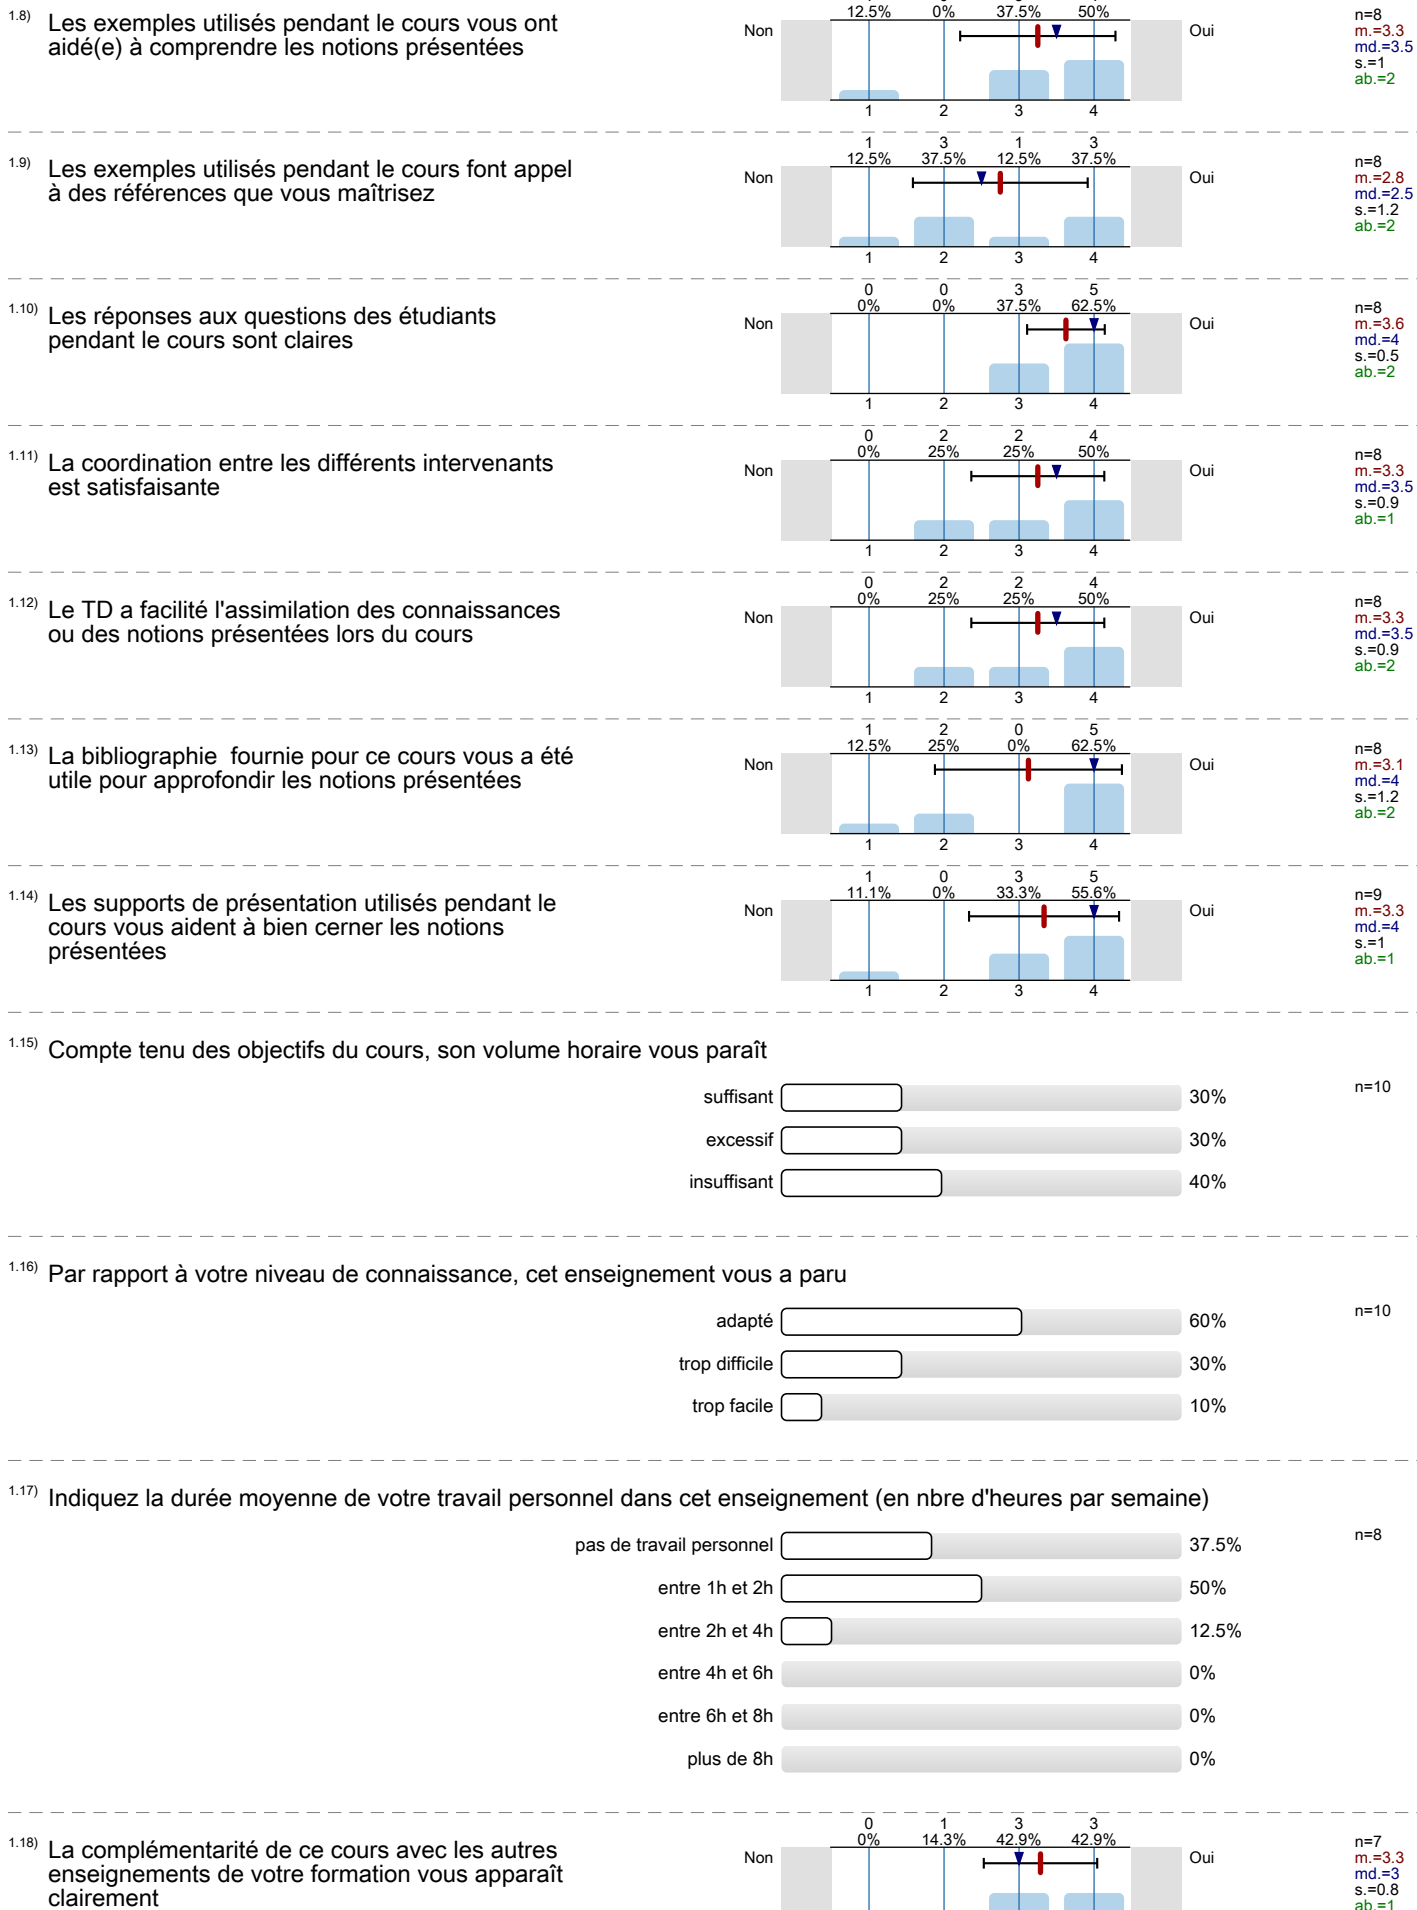 12.5% 0% 37.5% 50%
1.8) Les exemples utilisés pendant le cours vous ont
aidé(e) à comprendre les notions présentées
Non
Oui
1 2 3 4
n=8
m.=3.3
md.=3.5
s.=1
ab.=2
1 3 1 3
12.5% 37.5% 12.5% 37.5%
1.9) Les exemples utilisés pendant le cours font appel
à des références que vous maîtrisez
Non
Oui
1 2 3 4
n=8
m.=2.8
md.=2.5
s.=1.2
ab.=2
0 0 3 5
0% 0% 37.5% 62.5%
1.10) Les réponses aux questions des étudiants
pendant le cours sont claires
Non
Oui
1 2 3 4
n=8
m.=3.6
md.=4
s.=0.5
ab.=2
0 2 2 4
0% 25% 25% 50%
1.11) La coordination entre les différents intervenants
est satisfaisante
Non
Oui
1 2 3 4
n=8
m.=3.3
md.=3.5
s.=0.9
ab.=1
0 2 2 4
0% 25% 25% 50%
1.12) Le TD a facilité l'assimilation des connaissances
ou des notions présentées lors du cours
Non
Oui
1 2 3 4
n=8
m.=3.3
md.=3.5
s.=0.9
ab.=2
1 2 0 5
12.5% 25% 0% 62.5%
1.13) La bibliographie  fournie pour ce cours vous a été
utile pour approfondir les notions présentées
Non
Oui
1 2 3 4
n=8
m.=3.1
md.=4
s.=1.2
ab.=2
1 0 3 5
11.1% 0% 33.3% 55.6%
1.14) Les supports de présentation utilisés pendant le
cours vous aident à bien cerner les notions
présentées
Non
Oui
1 2 3 4
n=9
m.=3.3
md.=4
s.=1
ab.=1
1.15) Compte tenu des objectifs du cours, son volume horaire vous paraît
n=10
suffisant 30%
excessif 30%
insuffisant 40%
1.16) Par rapport à votre niveau de connaissance, cet enseignement vous a paru
n=10
adapté 60%
trop difficile 30%
trop facile 10%
1.17) Indiquez la durée moyenne de votre travail personnel dans cet enseignement (en nbre d'heures par semaine)
n=8
pas de travail personnel 37.5%
entre 1h et 2h 50%
entre 2h et 4h 12.5%
entre 4h et 6h 0%
entre 6h et 8h 0%
plus de 8h 0%
0 1 3 3
0% 14.3% 42.9% 42.9%
1.18) La complémentarité de ce cours avec les autres
enseignements de votre formation vous apparaît
clairement
Non
Oui
n=7
m.=3.3
md.=3
s.=0.8
ab.=1